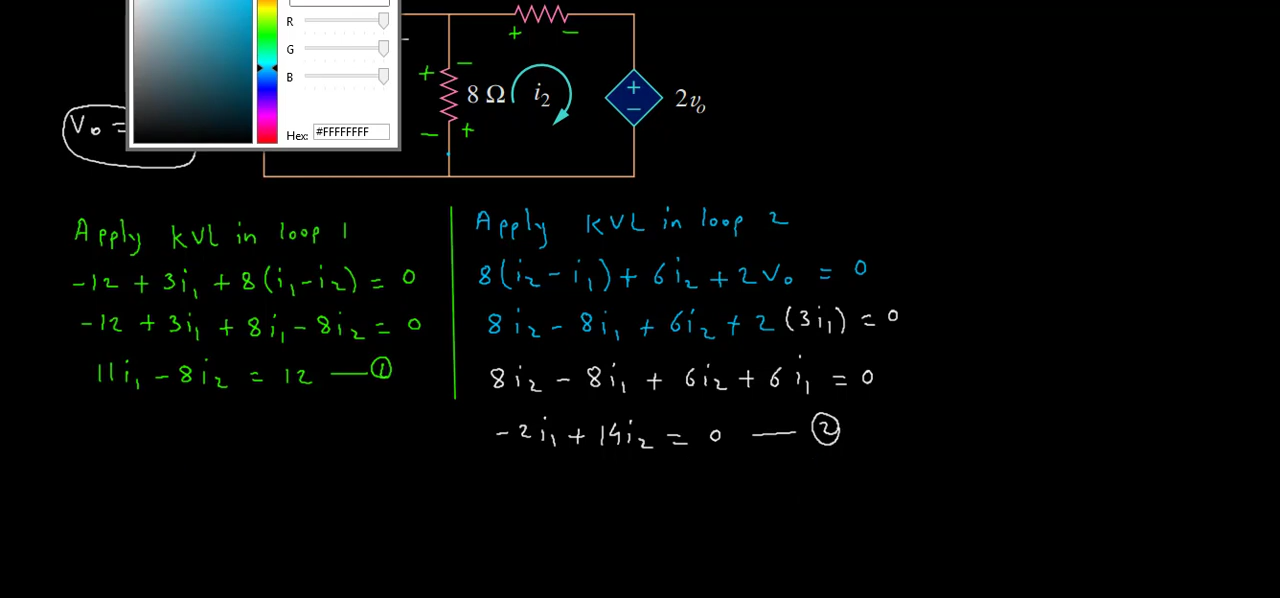 R
G
B
Hex: #FFFFFFFF
+ −
+ −
8 Ω
i₂
+
−
2vₒ
− +
V₀ =
Apply KVL in loop 1
-12 + 3i₁ + 8(i₁ - i₂) = 0
-12 + 3i₁ + 8i₁ - 8i₂ = 0
11i₁ - 8i₂ = 12 — ①
Apply KVL in loop 2
8(i₂ - i₁) + 6i₂ + 2V₀ = 0
8i₂ - 8i₁ + 6i₂ + 2(3i₁) = 0
8i₂ - 8i₁ + 6i₂ + 6i₁ = 0
-2i₁ + 14i₂ = 0 — ②